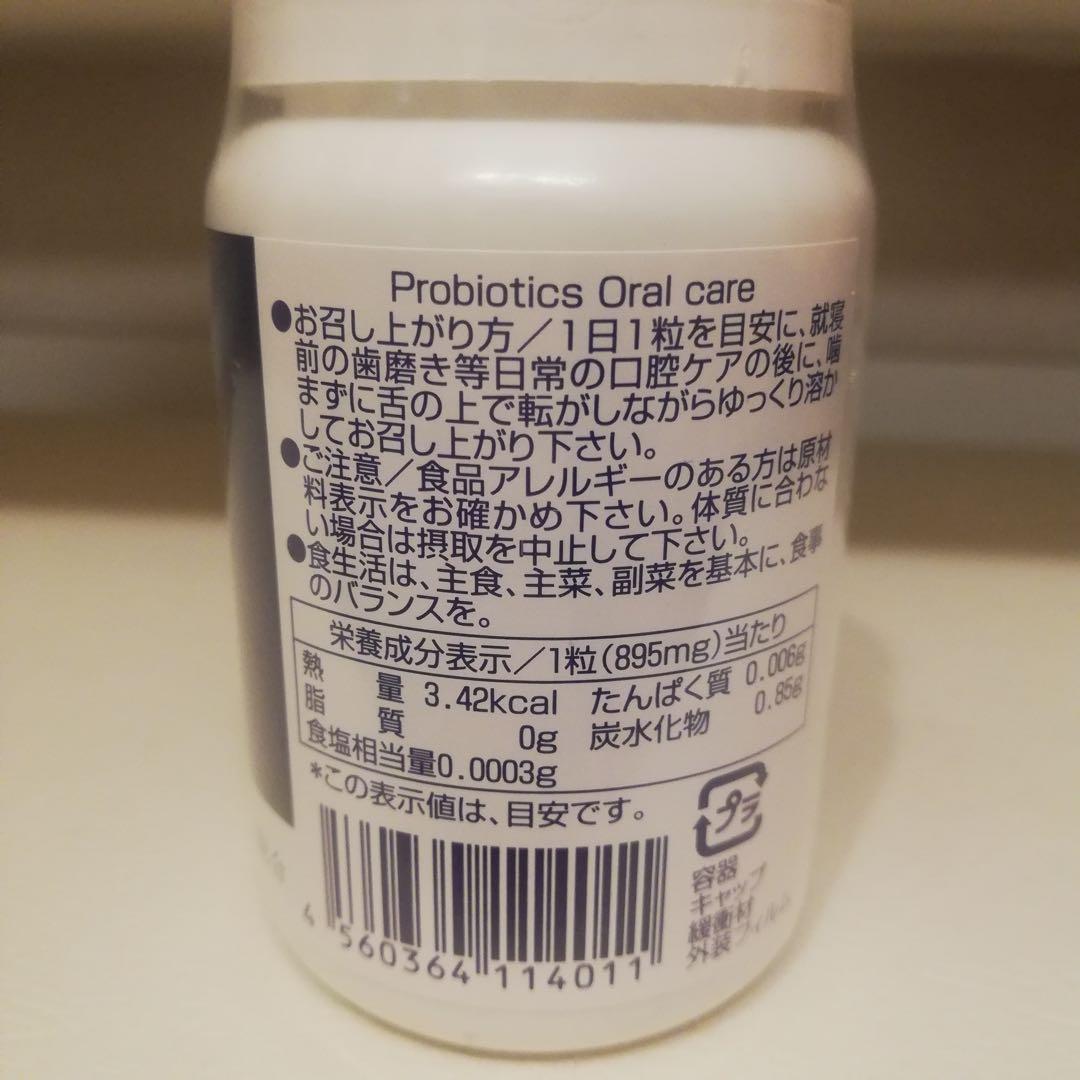 Probiotics Oral care
●お召し上がり方／1日1粒を目安に、就寝
前の歯磨き等日常の口腔ケアの後に、噛
まずに舌の上で転がしながらゆっくり溶か
してお召し上がり下さい。
●ご注意／食品アレルギーのある方は原材
料表示をお確かめ下さい。体質に合わな
い場合は摂取を中止して下さい。
●食生活は、主食、主菜、副菜を基本に、食事
のバランスを。
栄養成分表示／1粒(895mg)当たり
熱量 3.42kcal たんぱく質 0.006g
脂質 0g 炭水化物 0.85g
食塩相当量0.0003g
*この表示値は、目安です。
プラ
容器
キャップ
緩衝材
外装フィルム
4 560364 114011